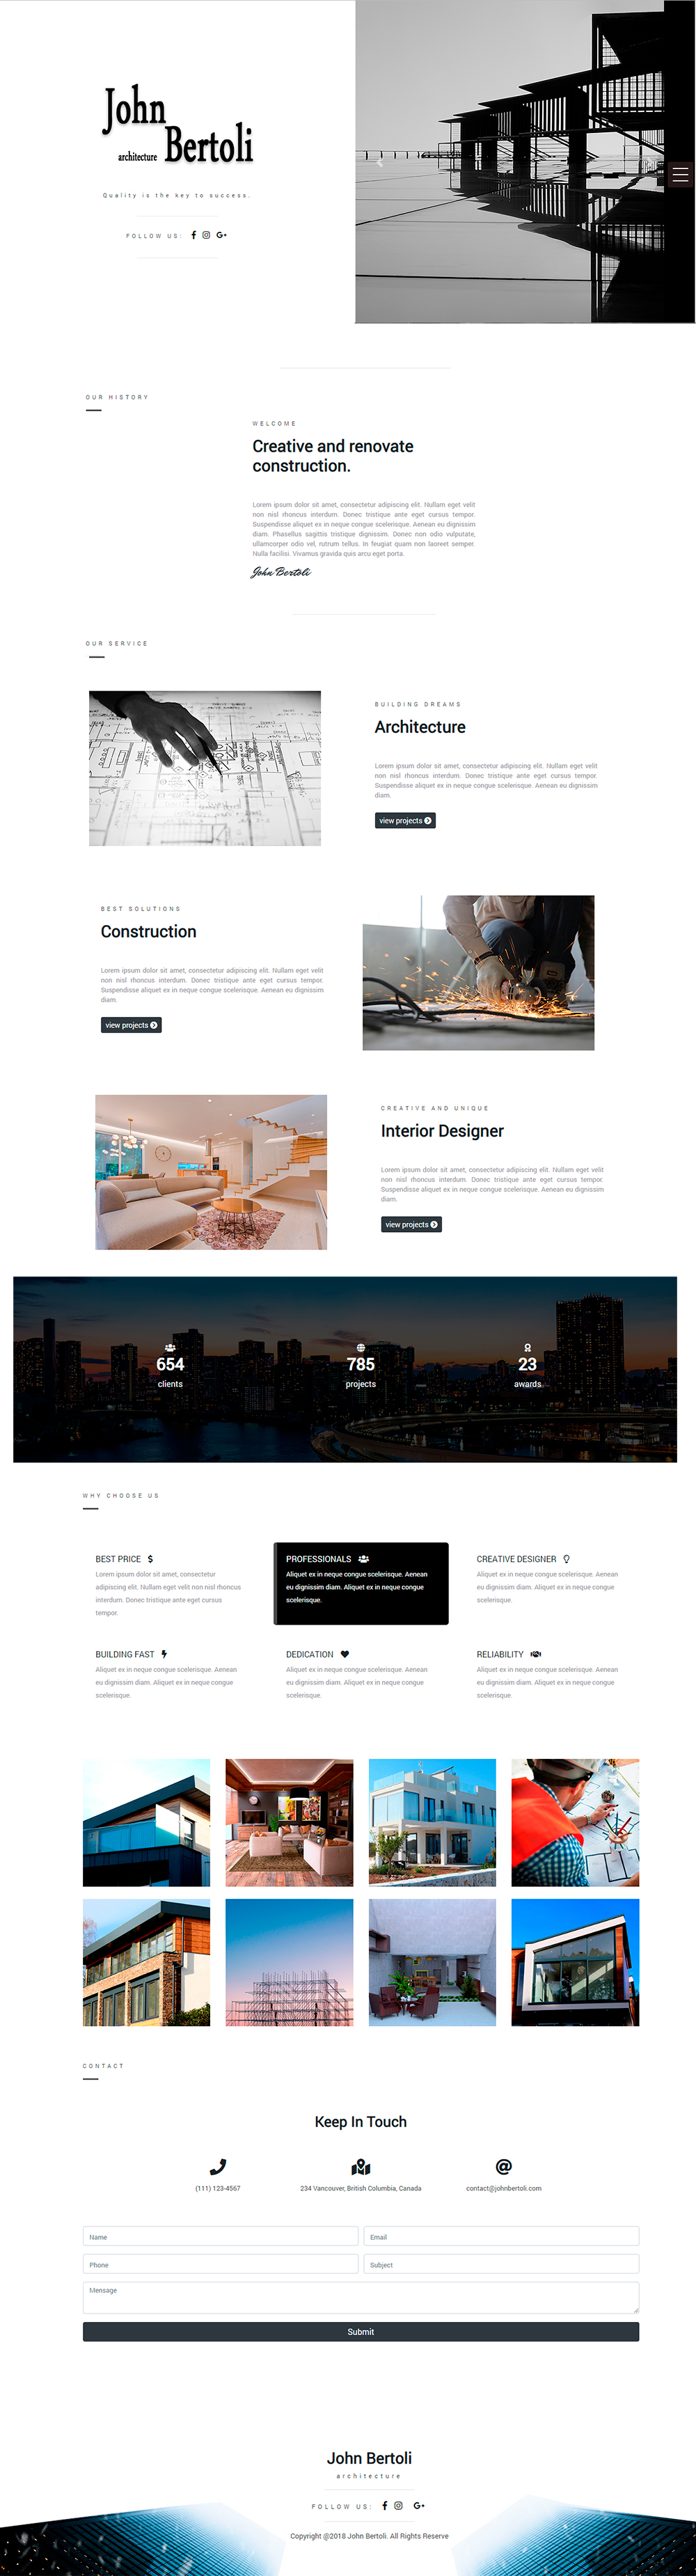 John
architecture Bertoli
Quality is the key to success.
FOLLOW US:
OUR HISTORY
WELCOME
Creative and renovate
construction.
Lorem ipsum dolor sit amet, consectetur adipiscing elit. Nullam eget velit
non nisl rhoncus interdum. Donec tristique ante eget cursus tempor.
Suspendisse aliquet ex in neque congue scelerisque. Aenean eu dignissim
diam. Phasellus sagittis tristique dignissim. Donec non odio vulputate,
ullamcorper odio vel, rutrum tellus. In feugiat quam non laoreet semper.
Nulla facilisi. Vivamus gravida quis arcu eget porta.
John Bertoli
OUR SERVICE
BUILDING DREAMS
Architecture
Lorem ipsum dolor sit amet, consectetur adipiscing elit. Nullam eget velit
non nisl rhoncus interdum. Donec tristique ante eget cursus tempor.
Suspendisse aliquet ex in neque congue scelerisque. Aenean eu dignissim
diam.
view projects
BEST SOLUTIONS
Construction
Lorem ipsum dolor sit amet, consectetur adipiscing elit. Nullam eget velit
non nisl rhoncus interdum. Donec tristique ante eget cursus tempor.
Suspendisse aliquet ex in neque congue scelerisque. Aenean eu dignissim
diam.
view projects
CREATIVE AND UNIQUE
Interior Designer
Lorem ipsum dolor sit amet, consectetur adipiscing elit. Nullam eget velit
non nisl rhoncus interdum. Donec tristique ante eget cursus tempor.
Suspendisse aliquet ex in neque congue scelerisque. Aenean eu dignissim
diam.
view projects
654
clients
785
projects
23
awards
WHY CHOOSE US
BEST PRICE
Lorem ipsum dolor sit amet, consectetur
adipiscing elit. Nullam eget velit non nisl rhoncus
interdum. Donec tristique ante eget cursus
tempor.
PROFESSIONALS
Aliquet ex in neque congue scelerisque. Aenean
eu dignissim diam. Aliquet ex in neque congue
scelerisque.
CREATIVE DESIGNER
Aliquet ex in neque congue scelerisque. Aenean
eu dignissim diam. Aliquet ex in neque congue
scelerisque.
BUILDING FAST
Aliquet ex in neque congue scelerisque. Aenean
eu dignissim diam. Aliquet ex in neque congue
scelerisque.
DEDICATION
Aliquet ex in neque congue scelerisque. Aenean
eu dignissim diam. Aliquet ex in neque congue
scelerisque.
RELIABILITY
Aliquet ex in neque congue scelerisque. Aenean
eu dignissim diam. Aliquet ex in neque congue
scelerisque.
CONTACT
Keep In Touch
(111) 123-4567
234 Vancouver, British Columbia, Canada
contact@johnbertoli.com
Name
Email
Phone
Subject
Message
Submit
John Bertoli
architecture
FOLLOW US:
Copyright @2018 John Bertoli. All Rights Reserve